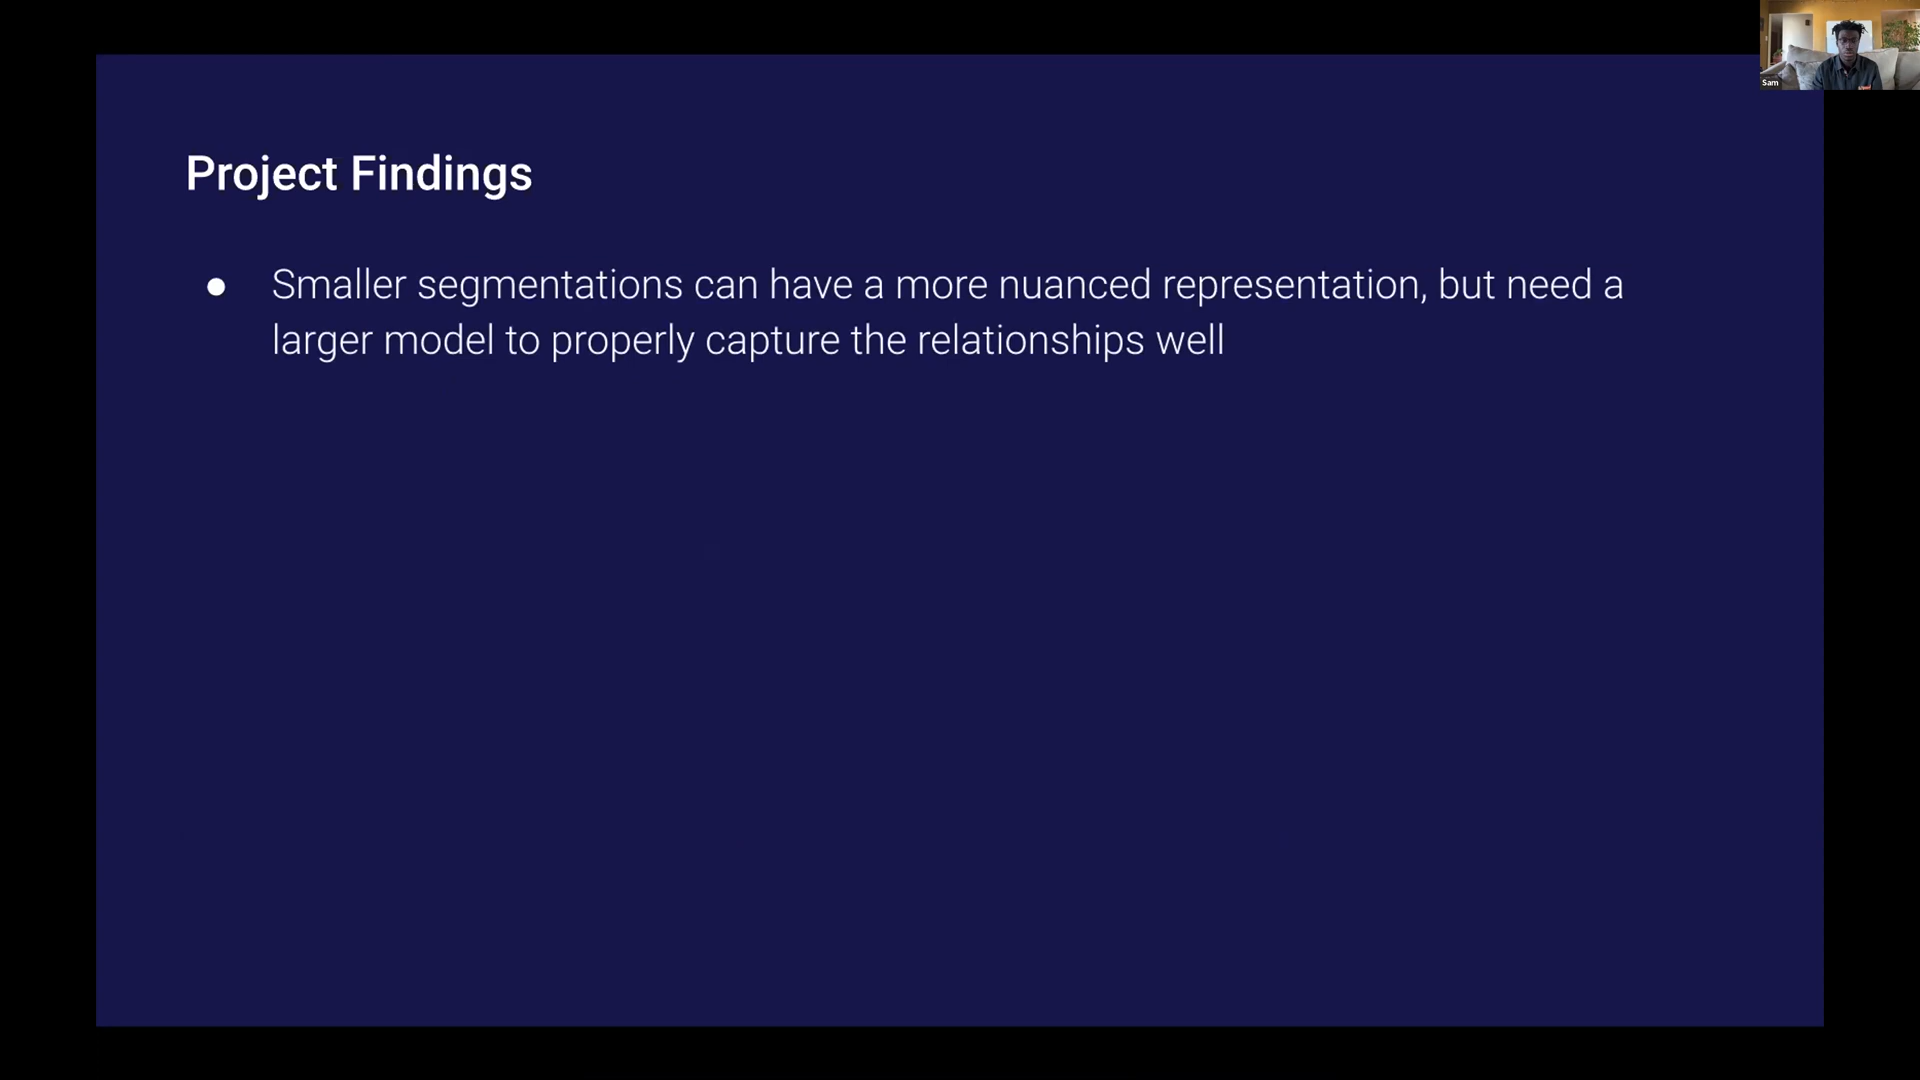 Sam
Project Findings
● Smaller segmentations can have a more nuanced representation, but need a
larger model to properly capture the relationships well